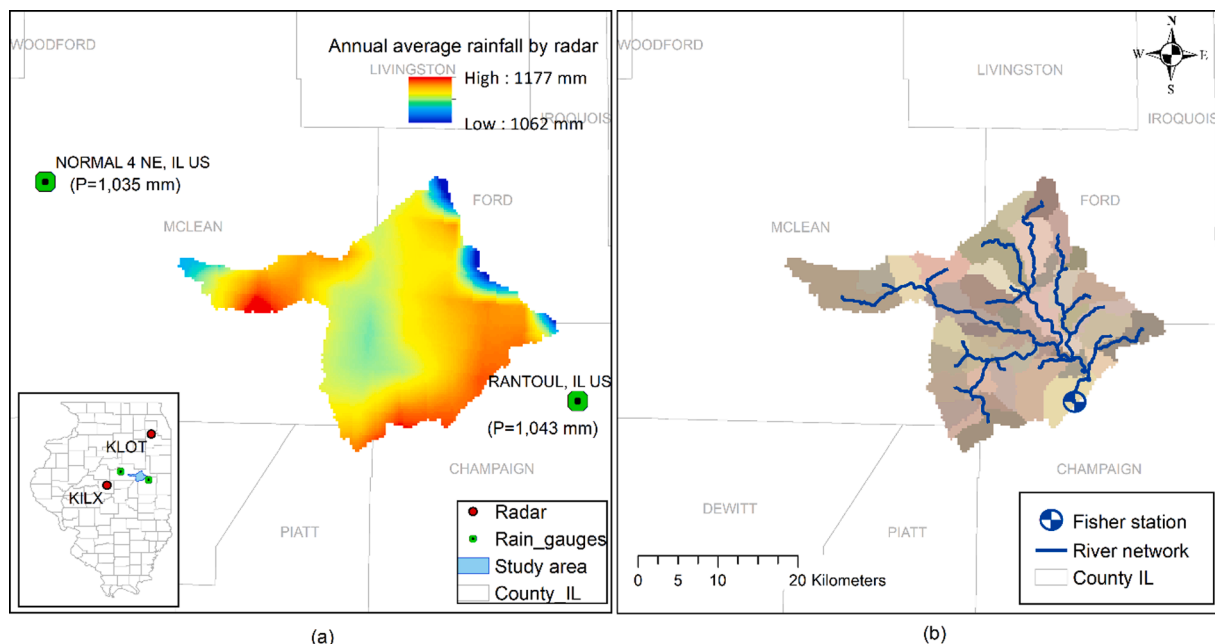 WOODFORD
Annual average rainfall by radar
LIVINGSTON
High : 1177 mm
Low : 1062 mm
IROQUOIS
NORMAL 4 NE, IL US
(P=1,035 mm)
FORD
MCLEAN
RANTOUL, IL US
(P=1,043 mm)
CHAMPAIGN
PIATT
KLOT
KILX
Radar
Rain_gauges
Study area
County_IL
(a)
WOODFORD
N
W E
S
LIVINGSTON
IROQUOIS
FORD
MCLEAN
CHAMPAIGN
DEWITT
PIATT
0 5 10 20 Kilometers
Fisher station
River network
County IL
(b)